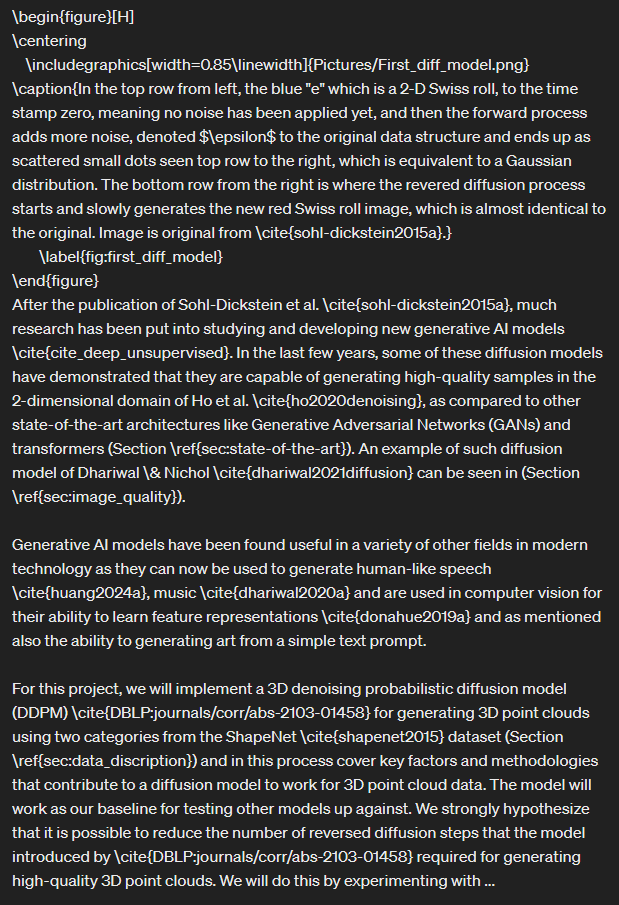 \begin{figure}[H]
\centering
\includegraphics[width=0.85\linewidth]{Pictures/First_diff_model.png}
\caption{In the top row from left, the blue "e" which is a 2-D Swiss roll, to the time
stamp zero, meaning no noise has been applied yet, and then the forward process
adds more noise, denoted $\epsilon$ to the original data structure and ends up as
scattered small dots seen top row to the right, which is equivalent to a Gaussian
distribution. The bottom row from the right is where the revered diffusion process
starts and slowly generates the new red Swiss roll image, which is almost identical to
the original. Image is original from \cite{sohl-dickstein2015a}.}
\label{fig:first_diff_model}
\end{figure}
After the publication of Sohl-Dickstein et al. \cite{sohl-dickstein2015a}, much
research has been put into studying and developing new generative AI models
\cite{cite_deep_unsupervised}. In the last few years, some of these diffusion models
have demonstrated that they are capable of generating high-quality samples in the
2-dimensional domain of Ho et al. \cite{ho2020denoising}, as compared to other
state-of-the-art architectures like Generative Adversarial Networks (GANs) and
transformers (Section \ref{sec:state-of-the-art}). An example of such diffusion
model of Dhariwal \& Nichol \cite{dhariwal2021diffusion} can be seen in (Section
\ref{sec:image_quality}).

Generative AI models have been found useful in a variety of other fields in modern
technology as they can now be used to generate human-like speech
\cite{huang2024a}, music \cite{dhariwal2020a} and are used in computer vision for
their ability to learn feature representations \cite{donahue2019a} and as mentioned
also the ability to generating art from a simple text prompt.

For this project, we will implement a 3D denoising probabilistic diffusion model
(DDPM) \cite{DBLP:journals/corr/abs-2103-01458} for generating 3D point clouds
using two categories from the ShapeNet \cite{shapenet2015} dataset (Section
\ref{sec:data_discription}) and in this process cover key factors and methodologies
that contribute to a diffusion model to work for 3D point cloud data. The model will
work as our baseline for testing other models up against. We strongly hypothesize
that it is possible to reduce the number of reversed diffusion steps that the model
introduced by \cite{DBLP:journals/corr/abs-2103-01458} required for generating
high-quality 3D point clouds. We will do this by experimenting with ...